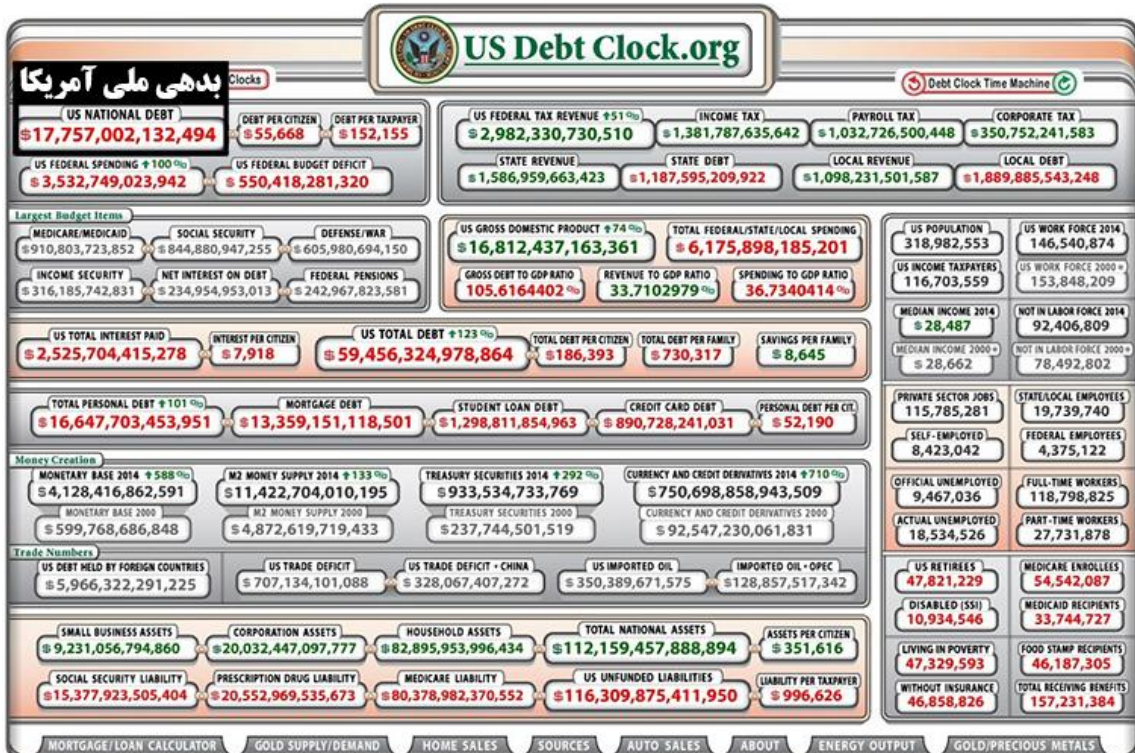 US Debt Clock.org
بدهی ملی آمریکا
Clocks
Debt Clock Time Machine
US NATIONAL DEBT
$17,757,002,132,494
DEBT PER CITIZEN
$55,668
DEBT PER TAXPAYER
$152,155
US FEDERAL SPENDING ↑100%
$3,532,749,023,942
US FEDERAL BUDGET DEFICIT
$550,418,281,320
US FEDERAL TAX REVENUE ↑51%
$2,982,330,730,510
INCOME TAX
$1,381,787,635,642
PAYROLL TAX
$1,032,726,500,448
CORPORATE TAX
$350,752,241,583
STATE REVENUE
$1,586,959,663,423
STATE DEBT
$1,187,595,209,922
LOCAL REVENUE
$1,098,231,501,587
LOCAL DEBT
$1,889,885,543,248
Largest Budget Items
MEDICARE/MEDICAID
$910,803,723,852
SOCIAL SECURITY
$844,880,947,255
DEFENSE/WAR
$605,980,694,150
INCOME SECURITY
$316,185,742,831
NET INTEREST ON DEBT
$234,954,953,013
FEDERAL PENSIONS
$242,967,823,581
US GROSS DOMESTIC PRODUCT ↑74%
$16,812,437,163,361
TOTAL FEDERAL/STATE/LOCAL SPENDING
$6,175,898,185,201
GROSS DEBT TO GDP RATIO
105.6164402%
REVENUE TO GDP RATIO
33.7102979%
SPENDING TO GDP RATIO
36.7340414%
US POPULATION
318,982,553
US WORK FORCE 2014
146,540,874
US INCOME TAXPAYERS
116,703,559
US WORK FORCE 2000
153,848,209
MEDIAN INCOME 2014
$28,487
NOT IN LABOR FORCE 2014
92,406,809
MEDIAN INCOME 2000
$28,662
NOT IN LABOR FORCE 2000
78,492,802
US TOTAL INTEREST PAID
$2,525,704,415,278
INTEREST PER CITIZEN
$7,918
US TOTAL DEBT ↑123%
$59,456,324,978,864
TOTAL DEBT PER CITIZEN
$186,393
TOTAL DEBT PER FAMILY
$730,317
SAVINGS PER FAMILY
$8,645
TOTAL PERSONAL DEBT ↑101%
$16,647,703,453,951
MORTGAGE DEBT
$13,359,151,118,501
STUDENT LOAN DEBT
$1,298,811,854,963
CREDIT CARD DEBT
$890,728,241,031
PERSONAL DEBT PER CIT.
$52,190
PRIVATE SECTOR JOBS
115,785,281
STATE/LOCAL EMPLOYEES
19,739,740
SELF-EMPLOYED
8,423,042
FEDERAL EMPLOYEES
4,375,122
OFFICIAL UNEMPLOYED
9,467,036
FULL-TIME WORKERS
118,798,825
ACTUAL UNEMPLOYED
18,534,526
PART-TIME WORKERS
27,731,878
Money Creation
MONETARY BASE 2014 ↑588%
$4,128,416,862,591
M2 MONEY SUPPLY 2014 ↑133%
$11,422,704,010,195
TREASURY SECURITIES 2014 ↑292%
$933,534,733,769
CURRENCY AND CREDIT DERIVATIVES 2014 ↑710%
$750,698,858,943,509
MONETARY BASE 2000
$599,768,686,848
M2 MONEY SUPPLY 2000
$4,872,619,719,433
TREASURY SECURITIES 2000
$237,744,501,519
CURRENCY AND CREDIT DERIVATIVES 2000
$92,547,230,061,831
Trade Numbers
US DEBT HELD BY FOREIGN COUNTRIES
$5,966,322,291,225
US TRADE DEFICIT
$707,134,101,088
US TRADE DEFICIT - CHINA
$328,067,407,272
US IMPORTED OIL
$350,389,671,575
IMPORTED OIL - OPEC
$128,857,517,342
US RETIREES
47,821,229
MEDICARE ENROLLEES
54,542,087
DISABLED (SSI)
10,934,546
MEDICAID RECIPIENTS
33,744,727
LIVING IN POVERTY
47,329,593
FOOD STAMP RECIPIENTS
46,187,305
WITHOUT INSURANCE
46,858,826
TOTAL RECEIVING BENEFITS
157,231,384
SMALL BUSINESS ASSETS
$9,231,056,794,860
CORPORATION ASSETS
$20,032,447,097,777
HOUSEHOLD ASSETS
$82,895,953,996,434
TOTAL NATIONAL ASSETS
$112,159,457,888,894
ASSETS PER CITIZEN
$351,616
SOCIAL SECURITY LIABILITY
$15,377,923,505,404
PRESCRIPTION DRUG LIABILITY
$20,552,969,535,673
MEDICARE LIABILITY
$80,378,982,370,552
US UNFUNDED LIABILITIES
$116,309,875,411,950
LIABILITY PER TAXPAYER
$996,626
MORTGAGE/LOAN CALCULATOR
GOLD SUPPLY/DEMAND
HOME SALES
SOURCES
AUTO SALES
ABOUT
ENERGY OUTPUT
GOLD/PRECIOUS METALS